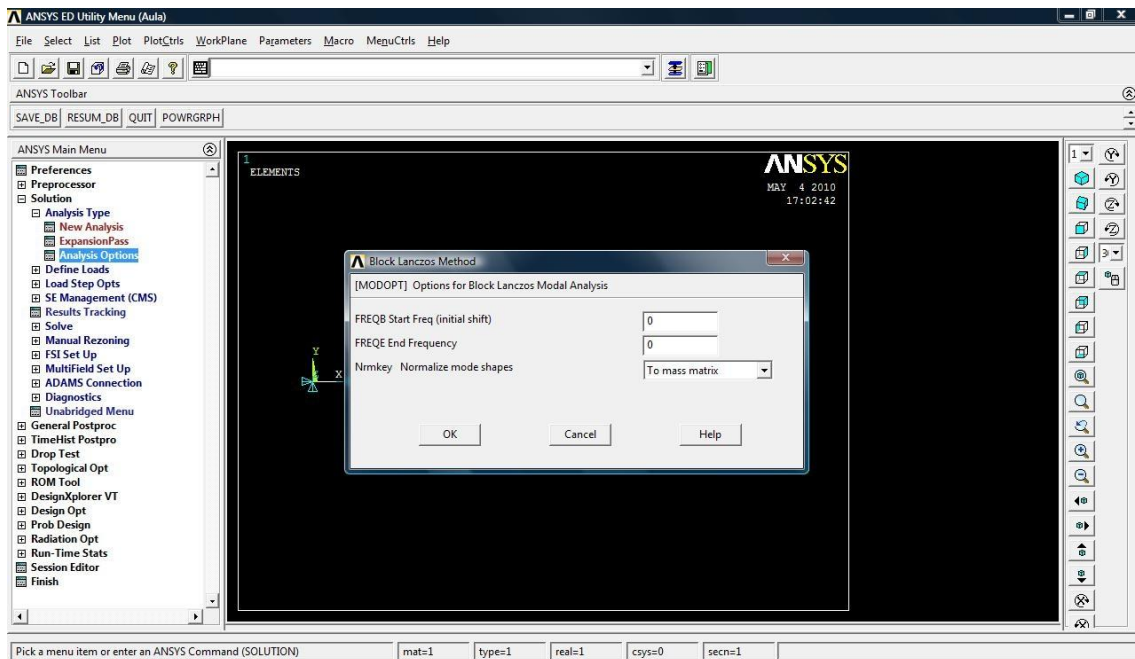 ANSYS ED Utility Menu (Aula)
File Select List Plot PlotCtrls WorkPlane Parameters Macro MenuCtrls Help
ANSYS Toolbar
SAVE_DB RESUM_DB QUIT POWRGRPH
ANSYS Main Menu
Preferences
Preprocessor
Solution
Analysis Type
New Analysis
ExpansionPass
Analysis Options
Define Loads
Load Step Opts
SE Management (CMS)
Results Tracking
Solve
Manual Rezoning
FSI Set Up
MultiField Set Up
ADAMS Connection
Diagnostics
Unabridged Menu
General Postproc
TimeHist Postpro
Drop Test
Topological Opt
ROM Tool
DesignXplorer VT
Design Opt
Prob Design
Radiation Opt
Run-Time Stats
Session Editor
Finish
1
ELEMENTS
ANSYS
MAY 4 2010
17:02:42
Y
X
Block Lanczos Method
[MODOPT] Options for Block Lanczos Modal Analysis
FREQB Start Freq (initial shift) 0
FREQE End Frequency 0
Nrmkey Normalize mode shapes To mass matrix
OK Cancel Help
1
3
Pick a menu item or enter an ANSYS Command (SOLUTION) mat=1 type=1 real=1 csys=0 secn=1